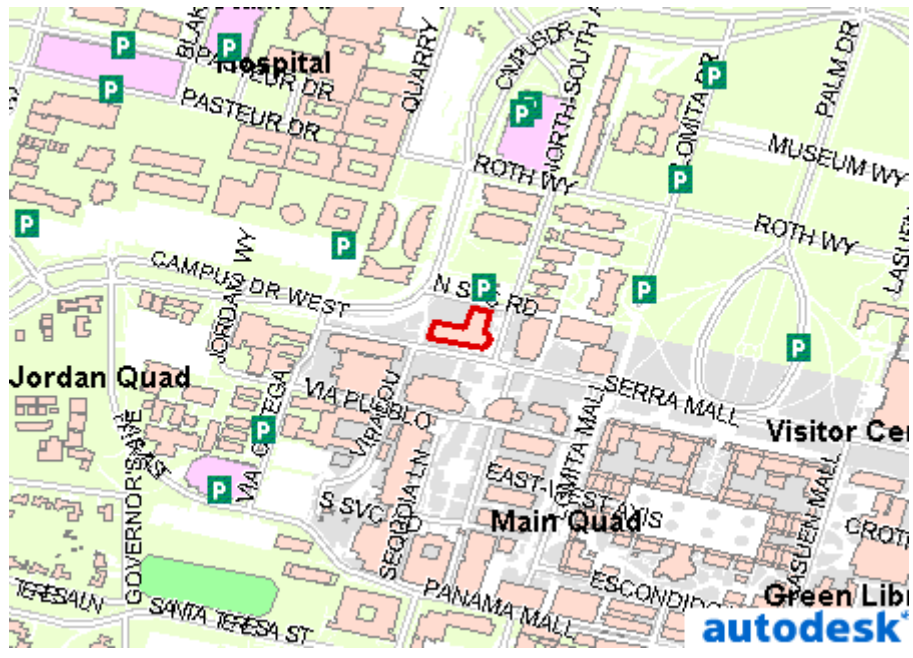 P
P
Hospital
PASTEUR DR
P
PASTEUR DR
QUARRY
CAMPUS DR
NORTH-SOUTH A
P
LOMITA DR
P
PALM DR
MUSEUM WY
ROTH WY
P
ROTH WY
LASUEN
P
P
JORDAN WY
CAMPUS DR WEST
N SVC RD
P
P
P
Jordan Quad
VIA ORTEGA
VIA PUEBLO
SERRA MALL
P
Visitor Cen
GOVERNORS AVE
P
SEQUOIA LN
S SVC RD
LOMITA MALL
EAST-WEST AXIS
Main Quad
LASUEN MALL
CROTH
PANAMA MALL
ESCONDIDO
Green Libr
TERESA LN
SANTA TERESA ST
autodesk